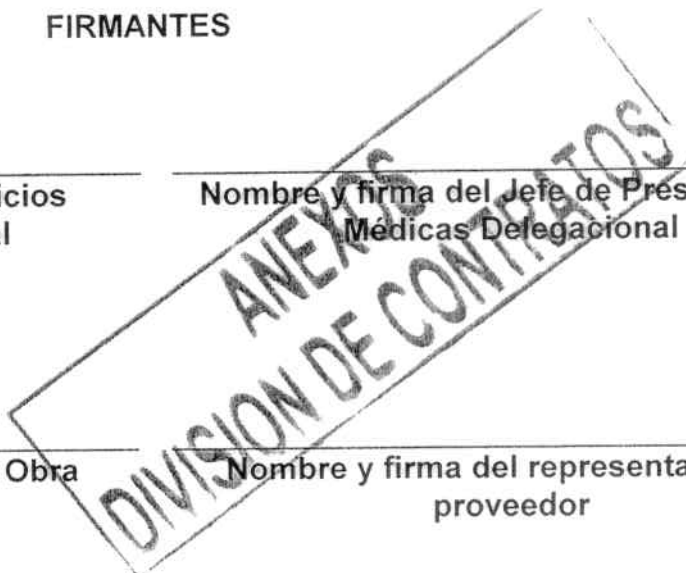 FIRMANTES
icios
al
Nombre y firma del Jefe de Pres
Médicas Delegacional
ANEXOS
DIVISION DE CONTRATOS
Obra
Nombre y firma del representa
proveedor